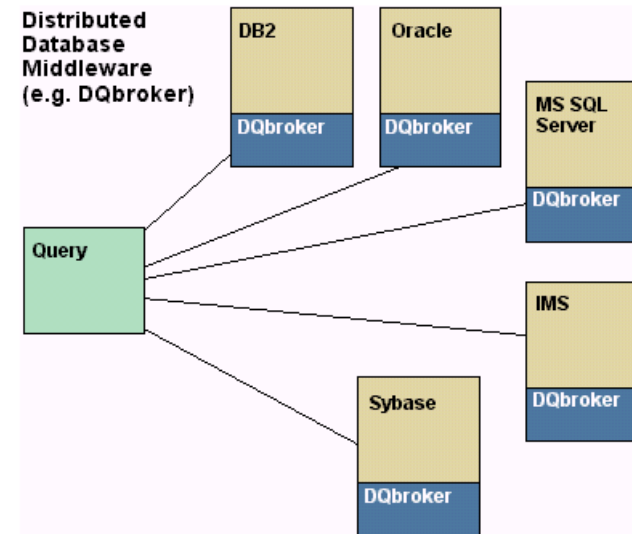 Distributed
Database
Middleware
(e.g. DQbroker)
DB2
DQbroker
Oracle
DQbroker
MS SQL
Server
DQbroker
Query
IMS
DQbroker
Sybase
DQbroker